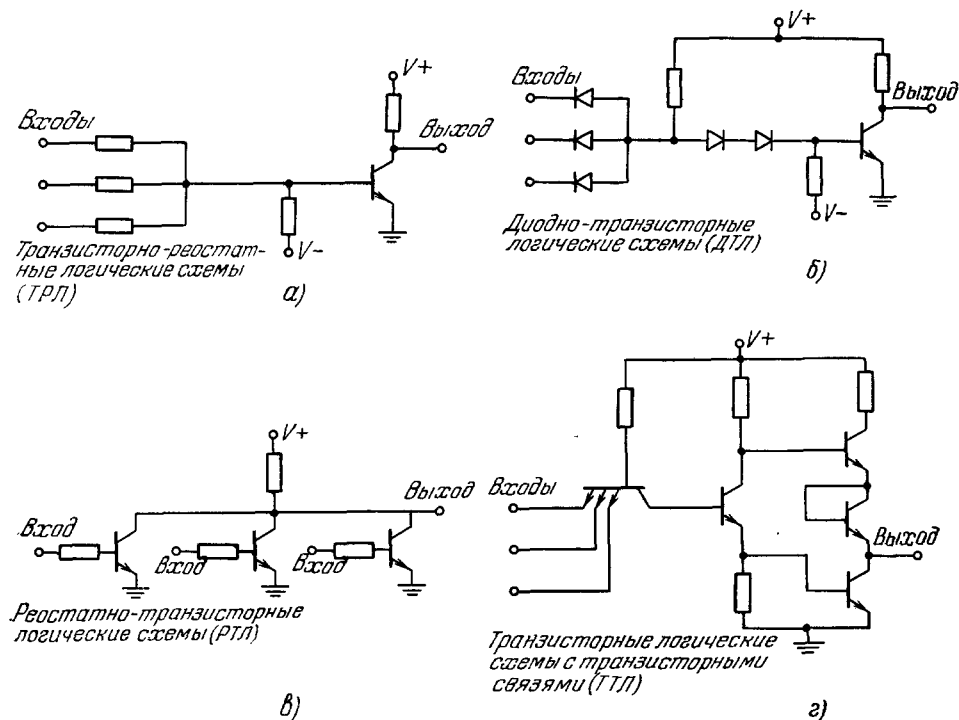 V+
Входы
Выход
V-
Транзисторно-реостат-
ные логические схемы
(ТРЛ)
а)
V+
Входы
Выход
V-
Диодно-транзисторные
логические схемы (ДТЛ)
б)
V+
Выход
Вход
Вход
Вход
Реостатно-транзисторные
логические схемы (РТЛ)
в)
V+
Входы
Выход
Транзисторные логические
схемы с транзисторными
связями (ТТЛ)
г)